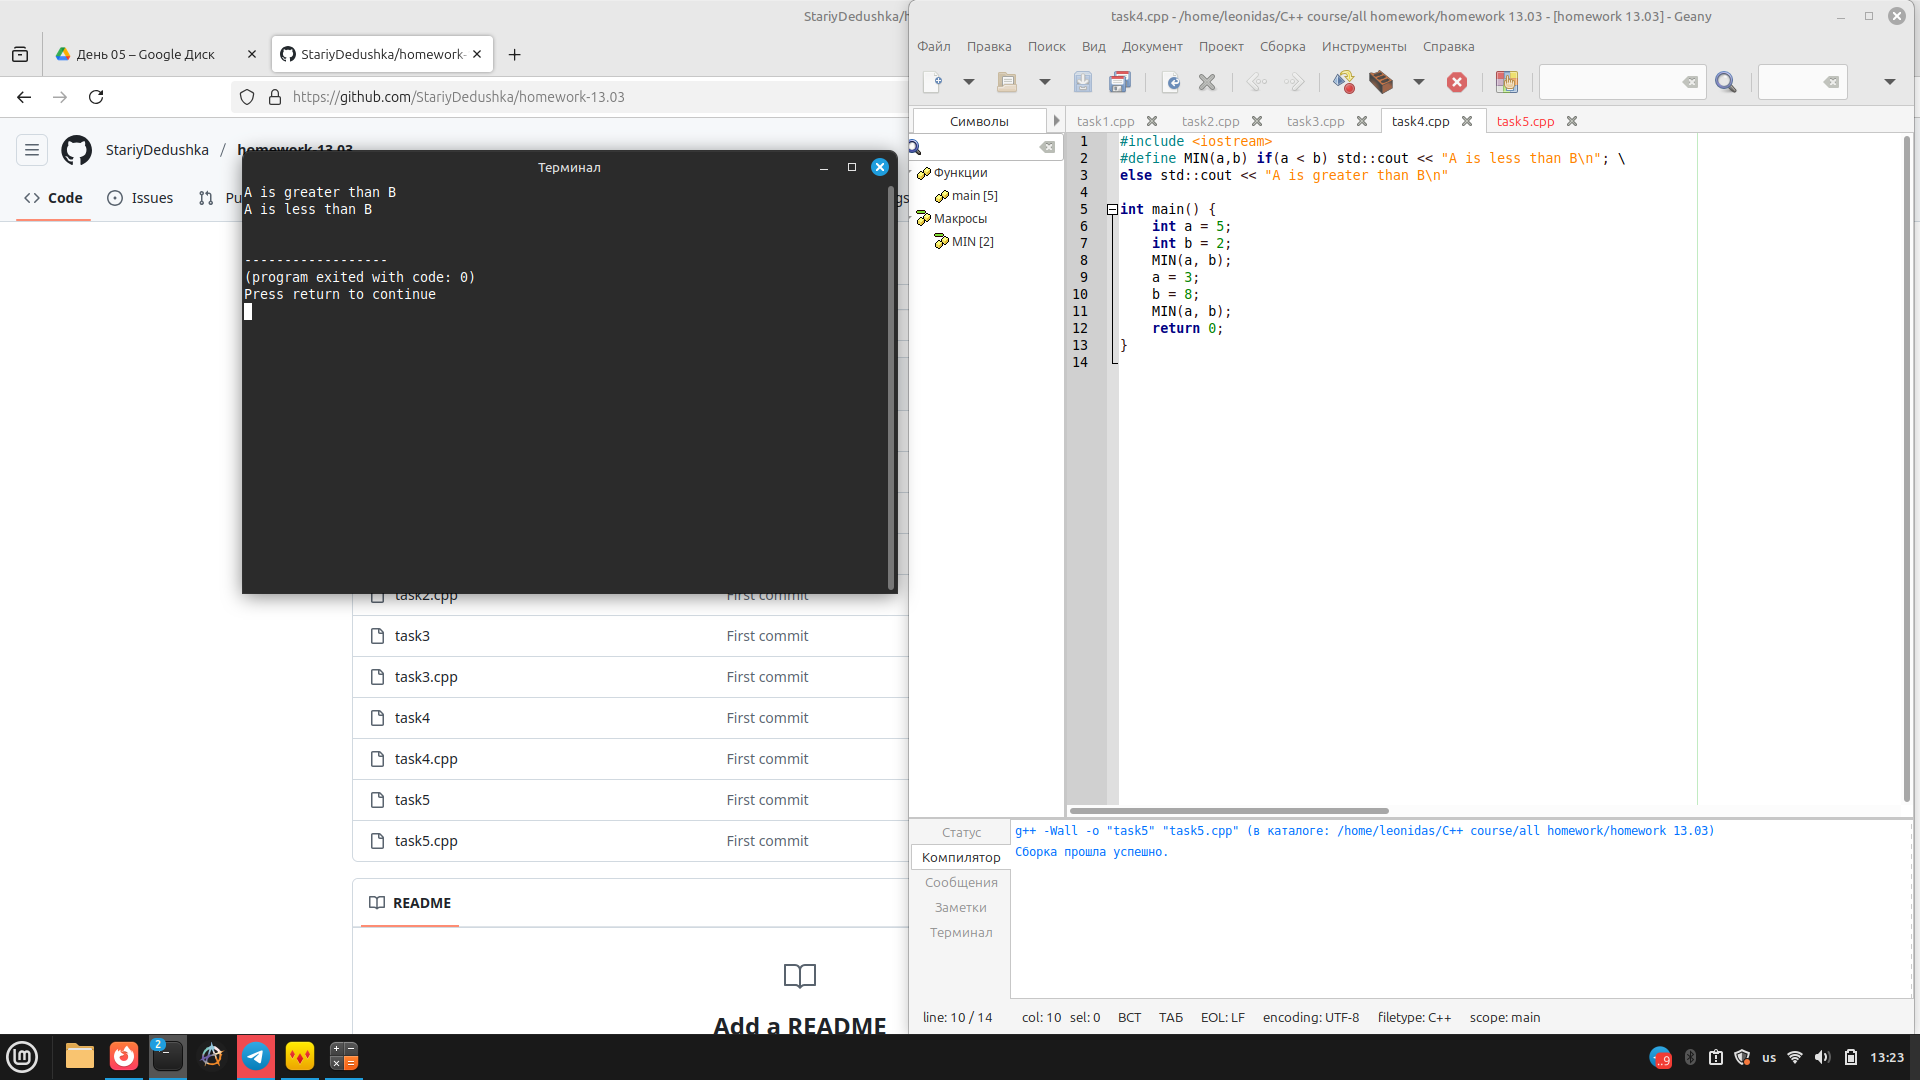 StariyDedushka/h
День 05 – Google Диск
StariyDedushka/homework-
https://github.com/StariyDedushka/homework-13.03
StariyDedushka / homework-13.03
Code
Issues
Pu
gs
Терминал
A is greater than B
A is less than B
------------------
(program exited with code: 0)
Press return to continue
task2.cpp First commit
task3 First commit
task3.cpp First commit
task4 First commit
task4.cpp First commit
task5 First commit
task5.cpp First commit
README
Add a README
task4.cpp - /home/leonidas/C++ course/all homework/homework 13.03 - [homework 13.03] - Geany
Файл Правка Поиск Вид Документ Проект Сборка Инструменты Справка
Символы
task1.cpp task2.cpp task3.cpp task4.cpp task5.cpp
Функции
main [5]
Макросы
MIN [2]
1 #include <iostream>
2 #define MIN(a,b) if(a < b) std::cout << "A is less than B\n"; \
3 else std::cout << "A is greater than B\n"
4
5 int main() {
6 int a = 5;
7 int b = 2;
8 MIN(a, b);
9 a = 3;
10 b = 8;
11 MIN(a, b);
12 return 0;
13 }
14
Статус
Компилятор
Сообщения
Заметки
Терминал
g++ -Wall -o "task5" "task5.cpp" (в каталоге: /home/leonidas/C++ course/all homework/homework 13.03)
Сборка прошла успешно.
line: 10 / 14 col: 10 sel: 0 ВСТ ТАБ EOL: LF encoding: UTF-8 filetype: C++ scope: main
2
..9
us
13:23